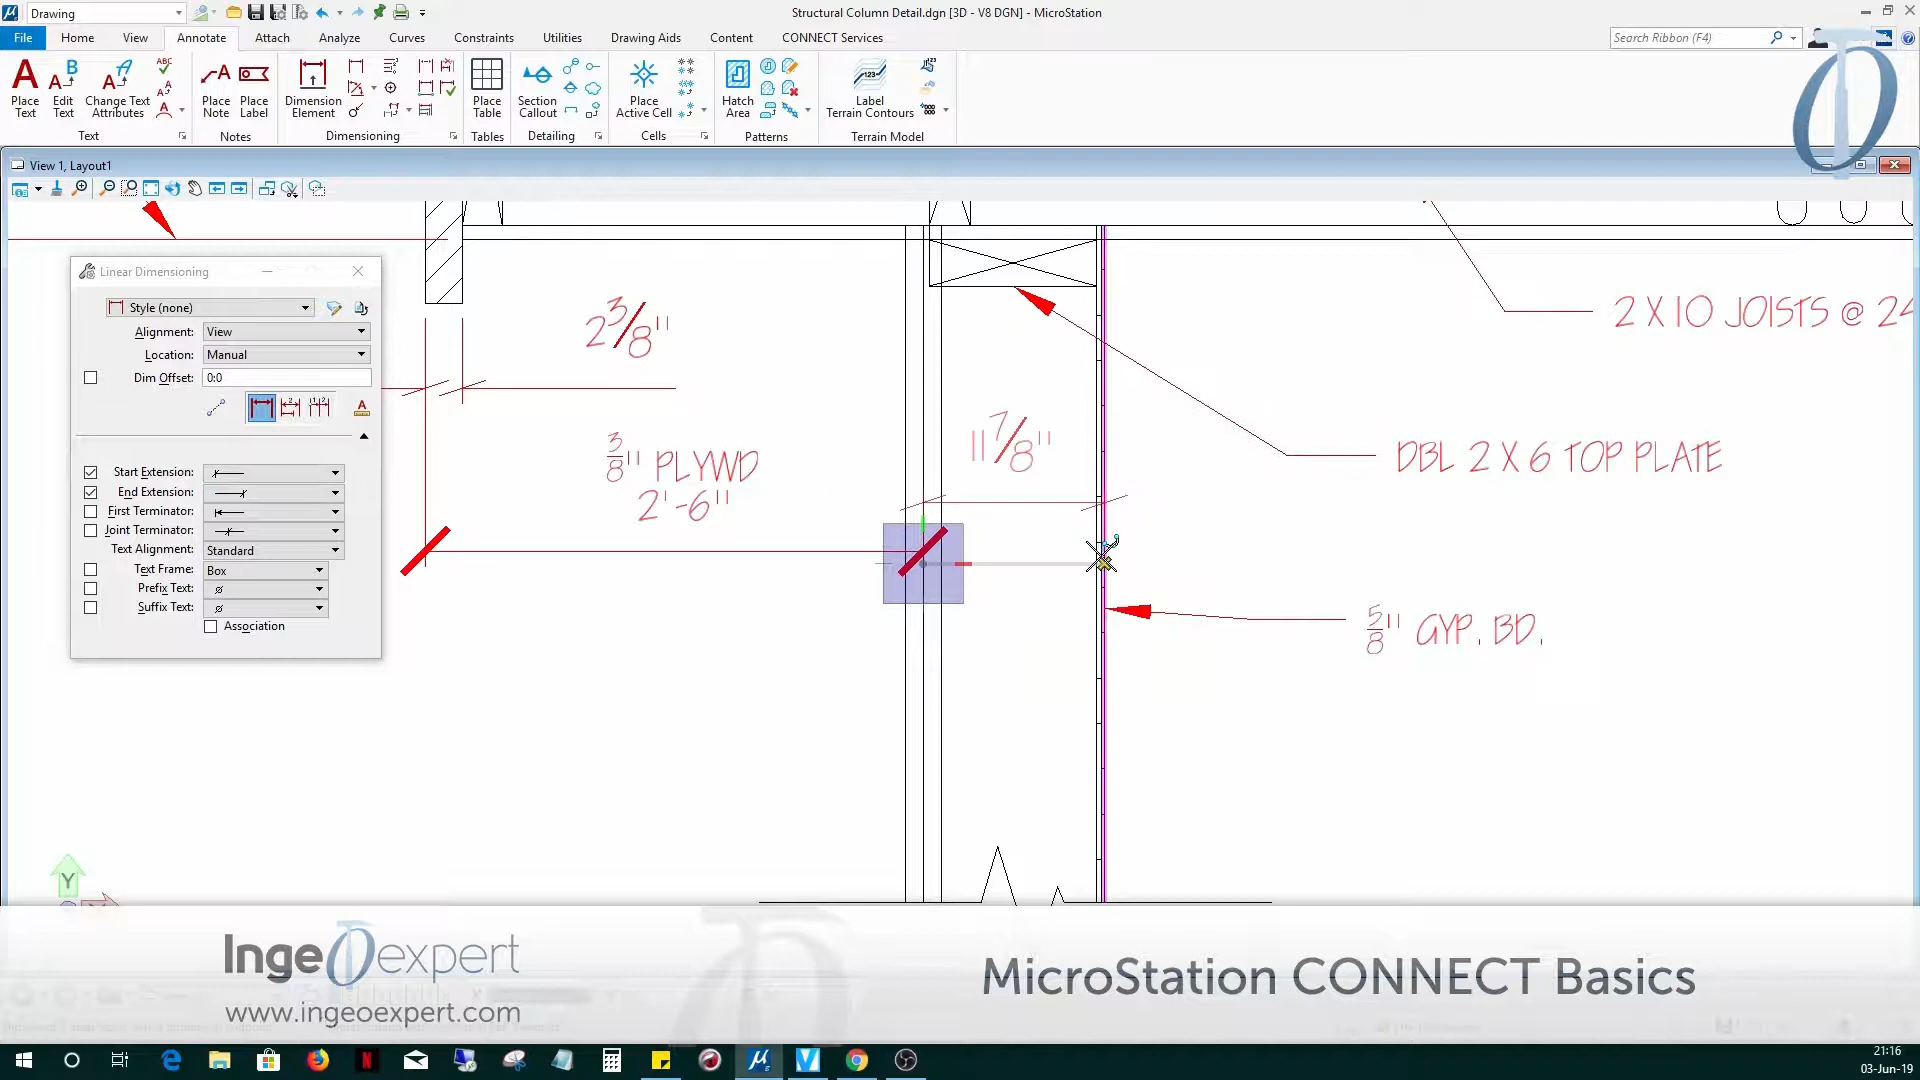 Drawing
Structural Column Detail.dgn [3D - V8 DGN] - MicroStation
File Home View Annotate Attach Analyze Curves Constraints Utilities Drawing Aids Content CONNECT Services
Search Ribbon (F4)
Place Text
Edit Text
Change Text Attributes
ABC
Place Note
Place Label
Dimension Element
Place Table
Section Callout
Place Active Cell
Hatch Area
Label Terrain Contours
Text Notes Dimensioning Tables Detailing Cells Patterns Terrain Model
View 1, Layout1
Linear Dimensioning
Style (none)
Alignment: View
Location: Manual
Dim Offset: 0:0
Start Extension:
End Extension:
First Terminator:
Joint Terminator:
Text Alignment: Standard
Text Frame: Box
Prefix Text: ø
Suffix Text: ø
Association
2 3/8"
3/8" PLYWD
2'-6"
11 7/8"
2 X 10 JOISTS @ 24
DBL 2 X 6 TOP PLATE
5/8" GYP. BD.
Y
IngeOexpert
www.ingeoexpert.com
MicroStation CONNECT Basics
21:16
03-Jun-19